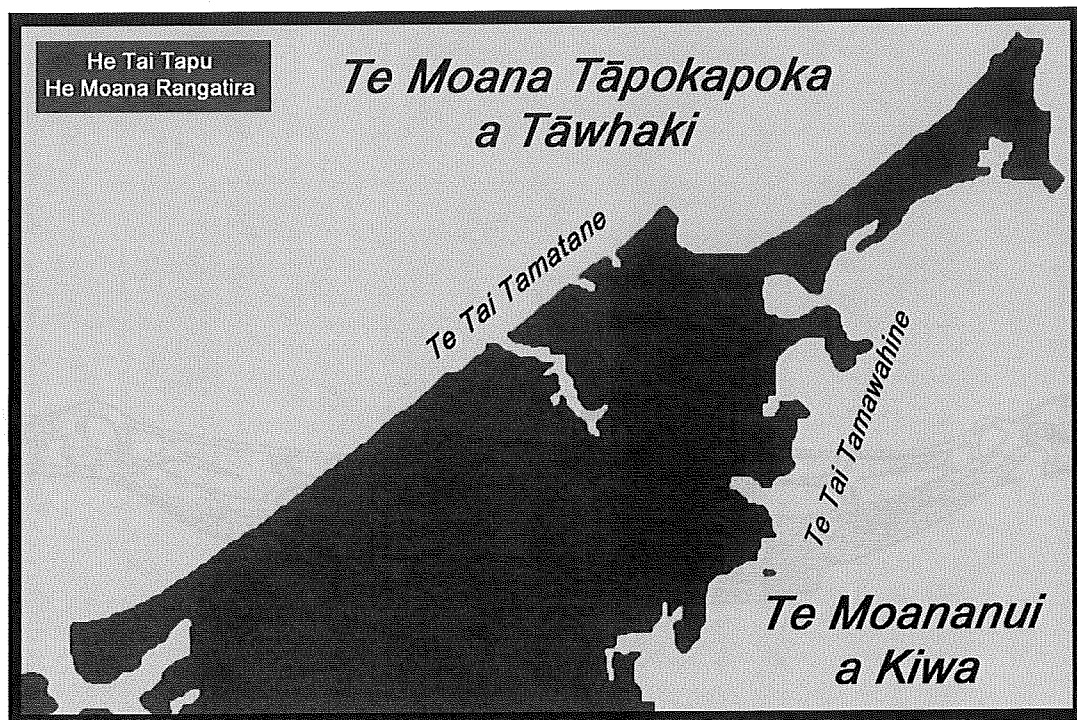 He Tai Tapu
He Moana Rangatira
Te Moana Tāpokapoka
a Tāwhaki
Te Tai Tamatane
Te Tai Tamawahine
Te Moananui
a Kiwa